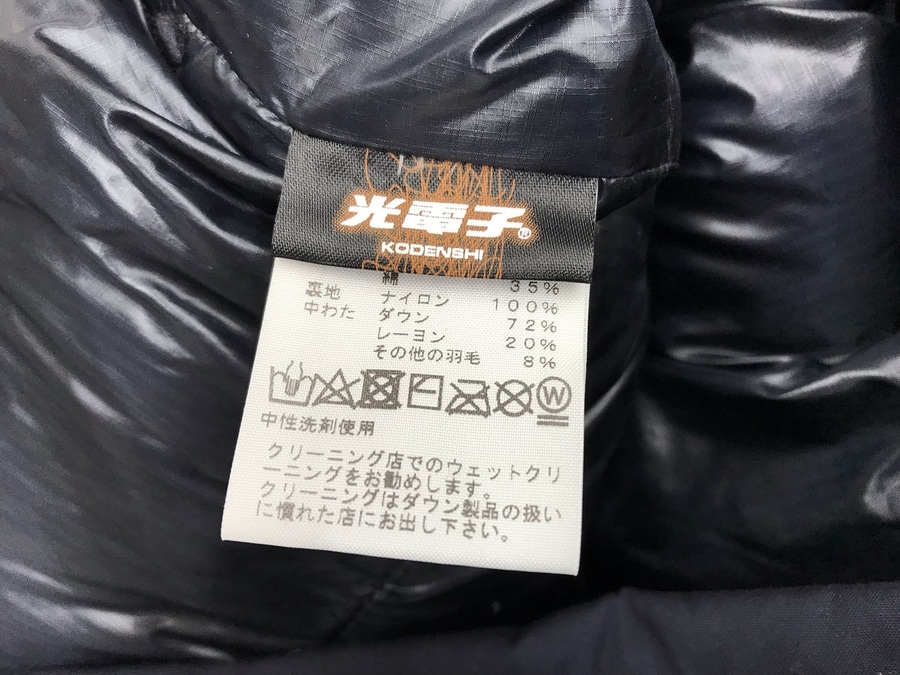 光電子®
KODENSHI
綿 35%
裏地 ナイロン 100%
中わた ダウン 72%
レーヨン 20%
その他の羽毛 8%
W
中性洗剤使用
クリーニング店でのウェットクリ
ーニングをお勧めします。
クリーニングはダウン製品の扱い
に慣れた店にお出し下さい。